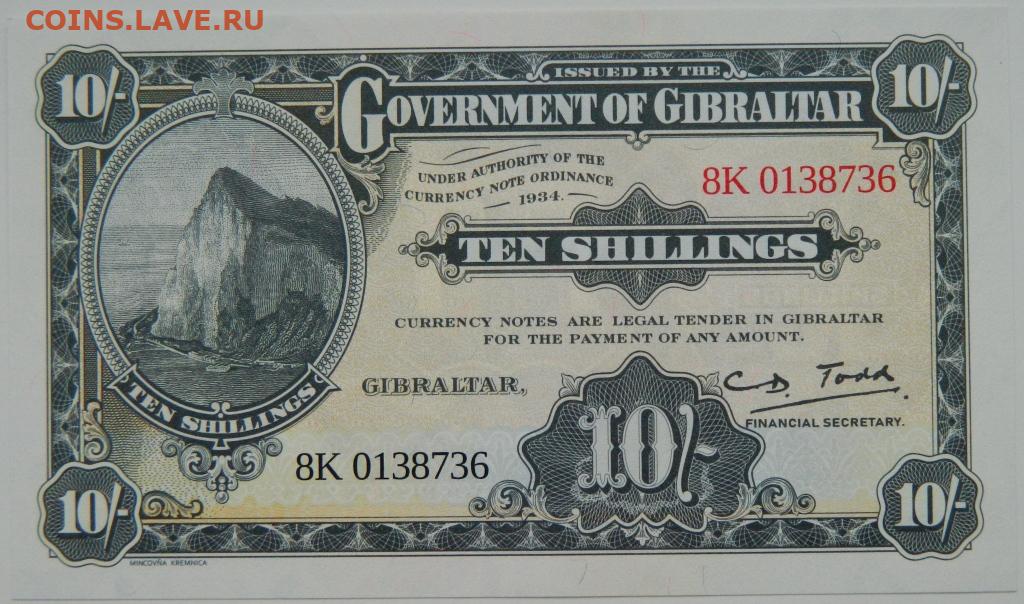 COINS.LAVE.RU
10/- 10/-
ISSUED BY THE
GOVERNMENT OF GIBRALTAR
UNDER AUTHORITY OF THE
CURRENCY NOTE ORDINANCE
1934.
8K 0138736
TEN SHILLINGS
CURRENCY NOTES ARE LEGAL TENDER IN GIBRALTAR
FOR THE PAYMENT OF ANY AMOUNT.
GIBRALTAR,
C. D. Todd
FINANCIAL SECRETARY.
TEN SHILLINGS
10/-
8K 0138736
10/- 10/-
MINCOVŇA KREMNICA